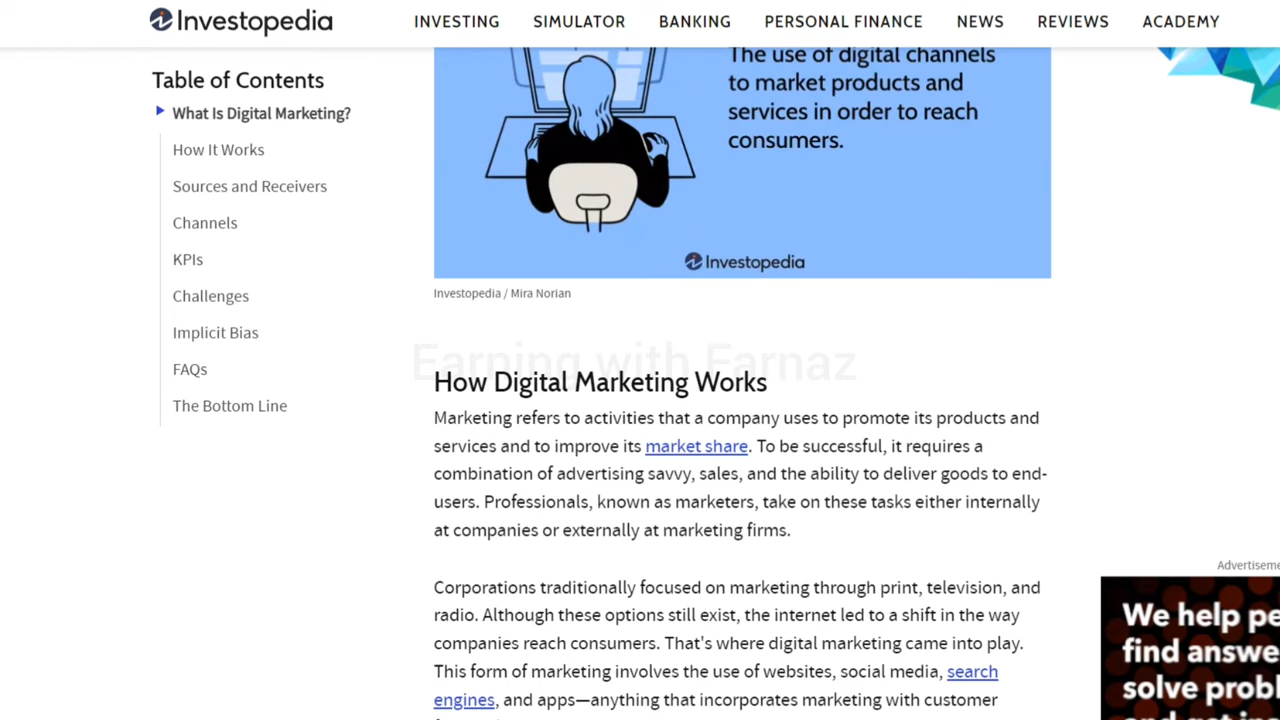 Investopedia
INVESTING SIMULATOR BANKING PERSONAL FINANCE NEWS REVIEWS ACADEMY
Table of Contents
What Is Digital Marketing?
How It Works
Sources and Receivers
Channels
KPIs
Challenges
Implicit Bias
FAQs
The Bottom Line
The use of digital channels
to market products and
services in order to reach
consumers.
Investopedia
Investopedia / Mira Norian
Earning with Farnaz
How Digital Marketing Works
Marketing refers to activities that a company uses to promote its products and
services and to improve its market share. To be successful, it requires a
combination of advertising savvy, sales, and the ability to deliver goods to end-
users. Professionals, known as marketers, take on these tasks either internally
at companies or externally at marketing firms.
Corporations traditionally focused on marketing through print, television, and
radio. Although these options still exist, the internet led to a shift in the way
companies reach consumers. That's where digital marketing came into play.
This form of marketing involves the use of websites, social media, search
engines, and apps—anything that incorporates marketing with customer
Advertiseme
We help pe
find answe
solve probl